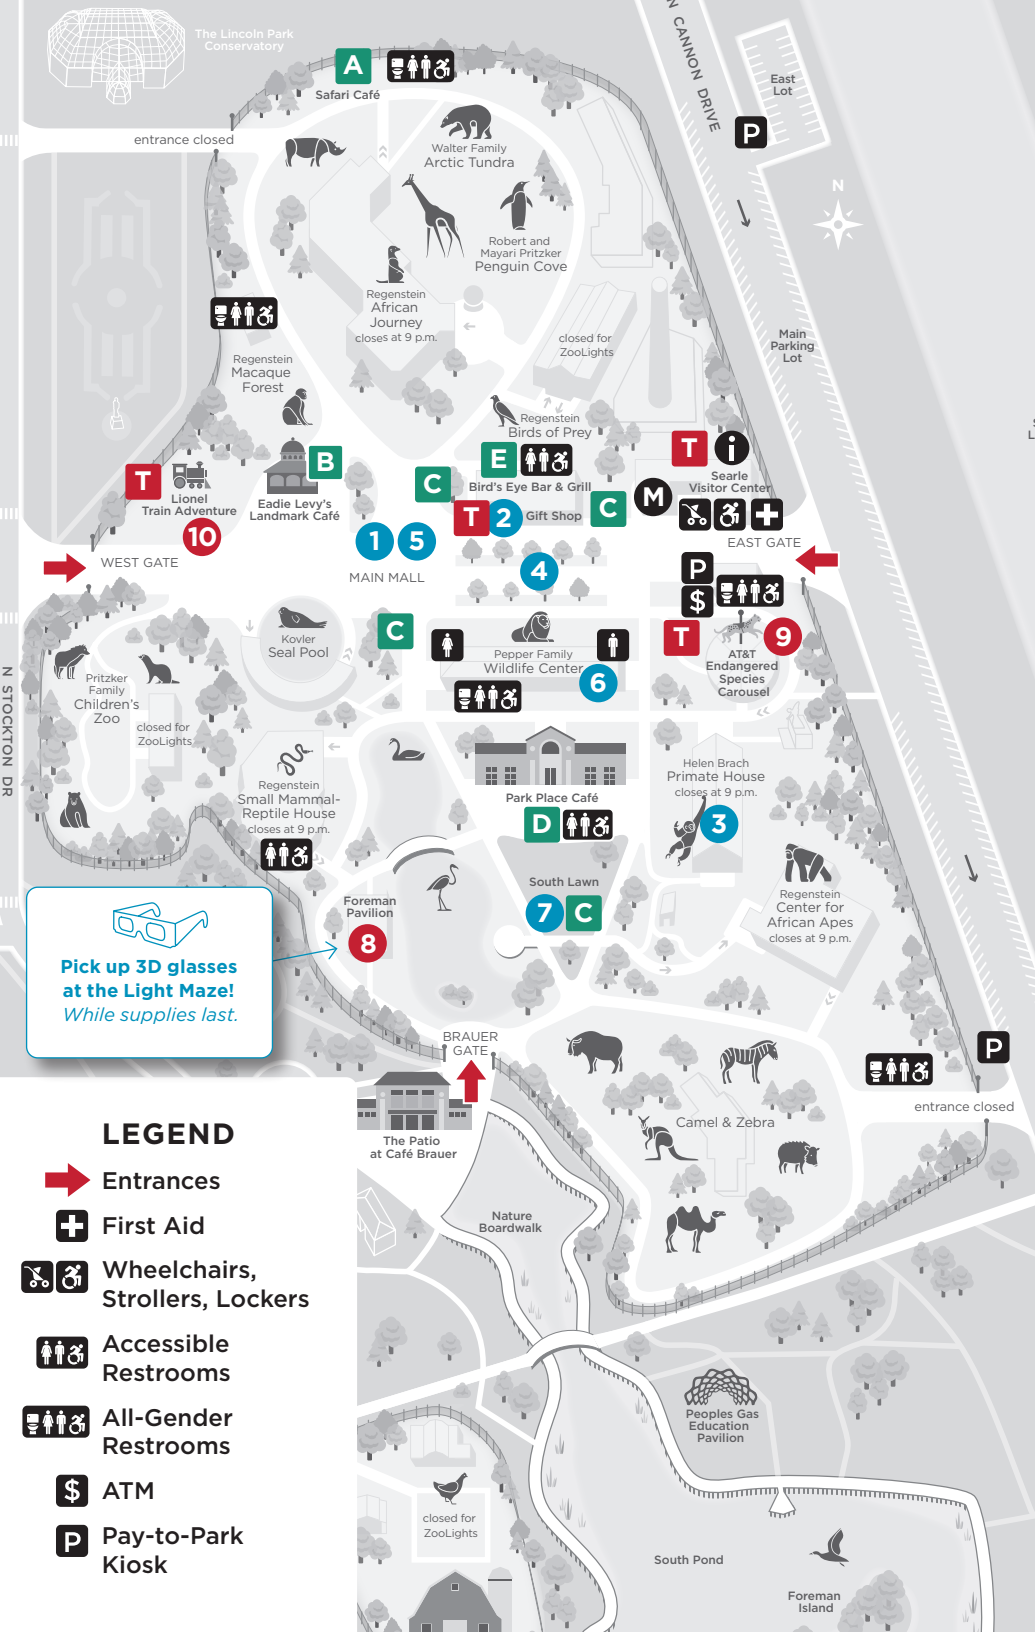 The Lincoln Park
Conservatory
A
Safari Café
N CANNON DRIVE
East
Lot
P
entrance closed
Walter Family
Arctic Tundra
N
Robert and
Mayari Pritzker
Penguin Cove
Regenstein
African
Journey
closes at 9 p.m.
closed for
ZooLights
Main
Parking
Lot
Regenstein
Macaque
Forest
Regenstein
Birds of Prey
T
i
Searle
Visitor Center
B
E
C
Bird's Eye Bar & Grill
T
Lionel
Train Adventure
10
Eadie Levy's
Landmark Café
T
2
Gift Shop
C
M
1
5
EAST GATE
WEST GATE
MAIN MALL
4
P
$
C
T
9
Kovler
Seal Pool
Pepper Family
Wildlife Center
6
AT&T
Endangered
Species
Carousel
N STOCKTON DR
Pritzker
Family
Children's
Zoo
closed for
ZooLights
Regenstein
Small Mammal-
Reptile House
closes at 9 p.m.
Park Place Café
D
Helen Brach
Primate House
closes at 9 p.m.
3
South Lawn
7
C
Regenstein
Center for
African Apes
closes at 9 p.m.
Foreman
Pavilion
8
Pick up 3D glasses
at the Light Maze!
While supplies last.
BRAUER
GATE
P
entrance closed
Camel & Zebra
The Patio
at Café Brauer
Nature
Boardwalk
LEGEND
Entrances
First Aid
Wheelchairs,
Strollers, Lockers
Accessible
Restrooms
All-Gender
Restrooms
$
ATM
P
Pay-to-Park
Kiosk
Peoples Gas
Education
Pavilion
closed for
ZooLights
South Pond
Foreman
Island